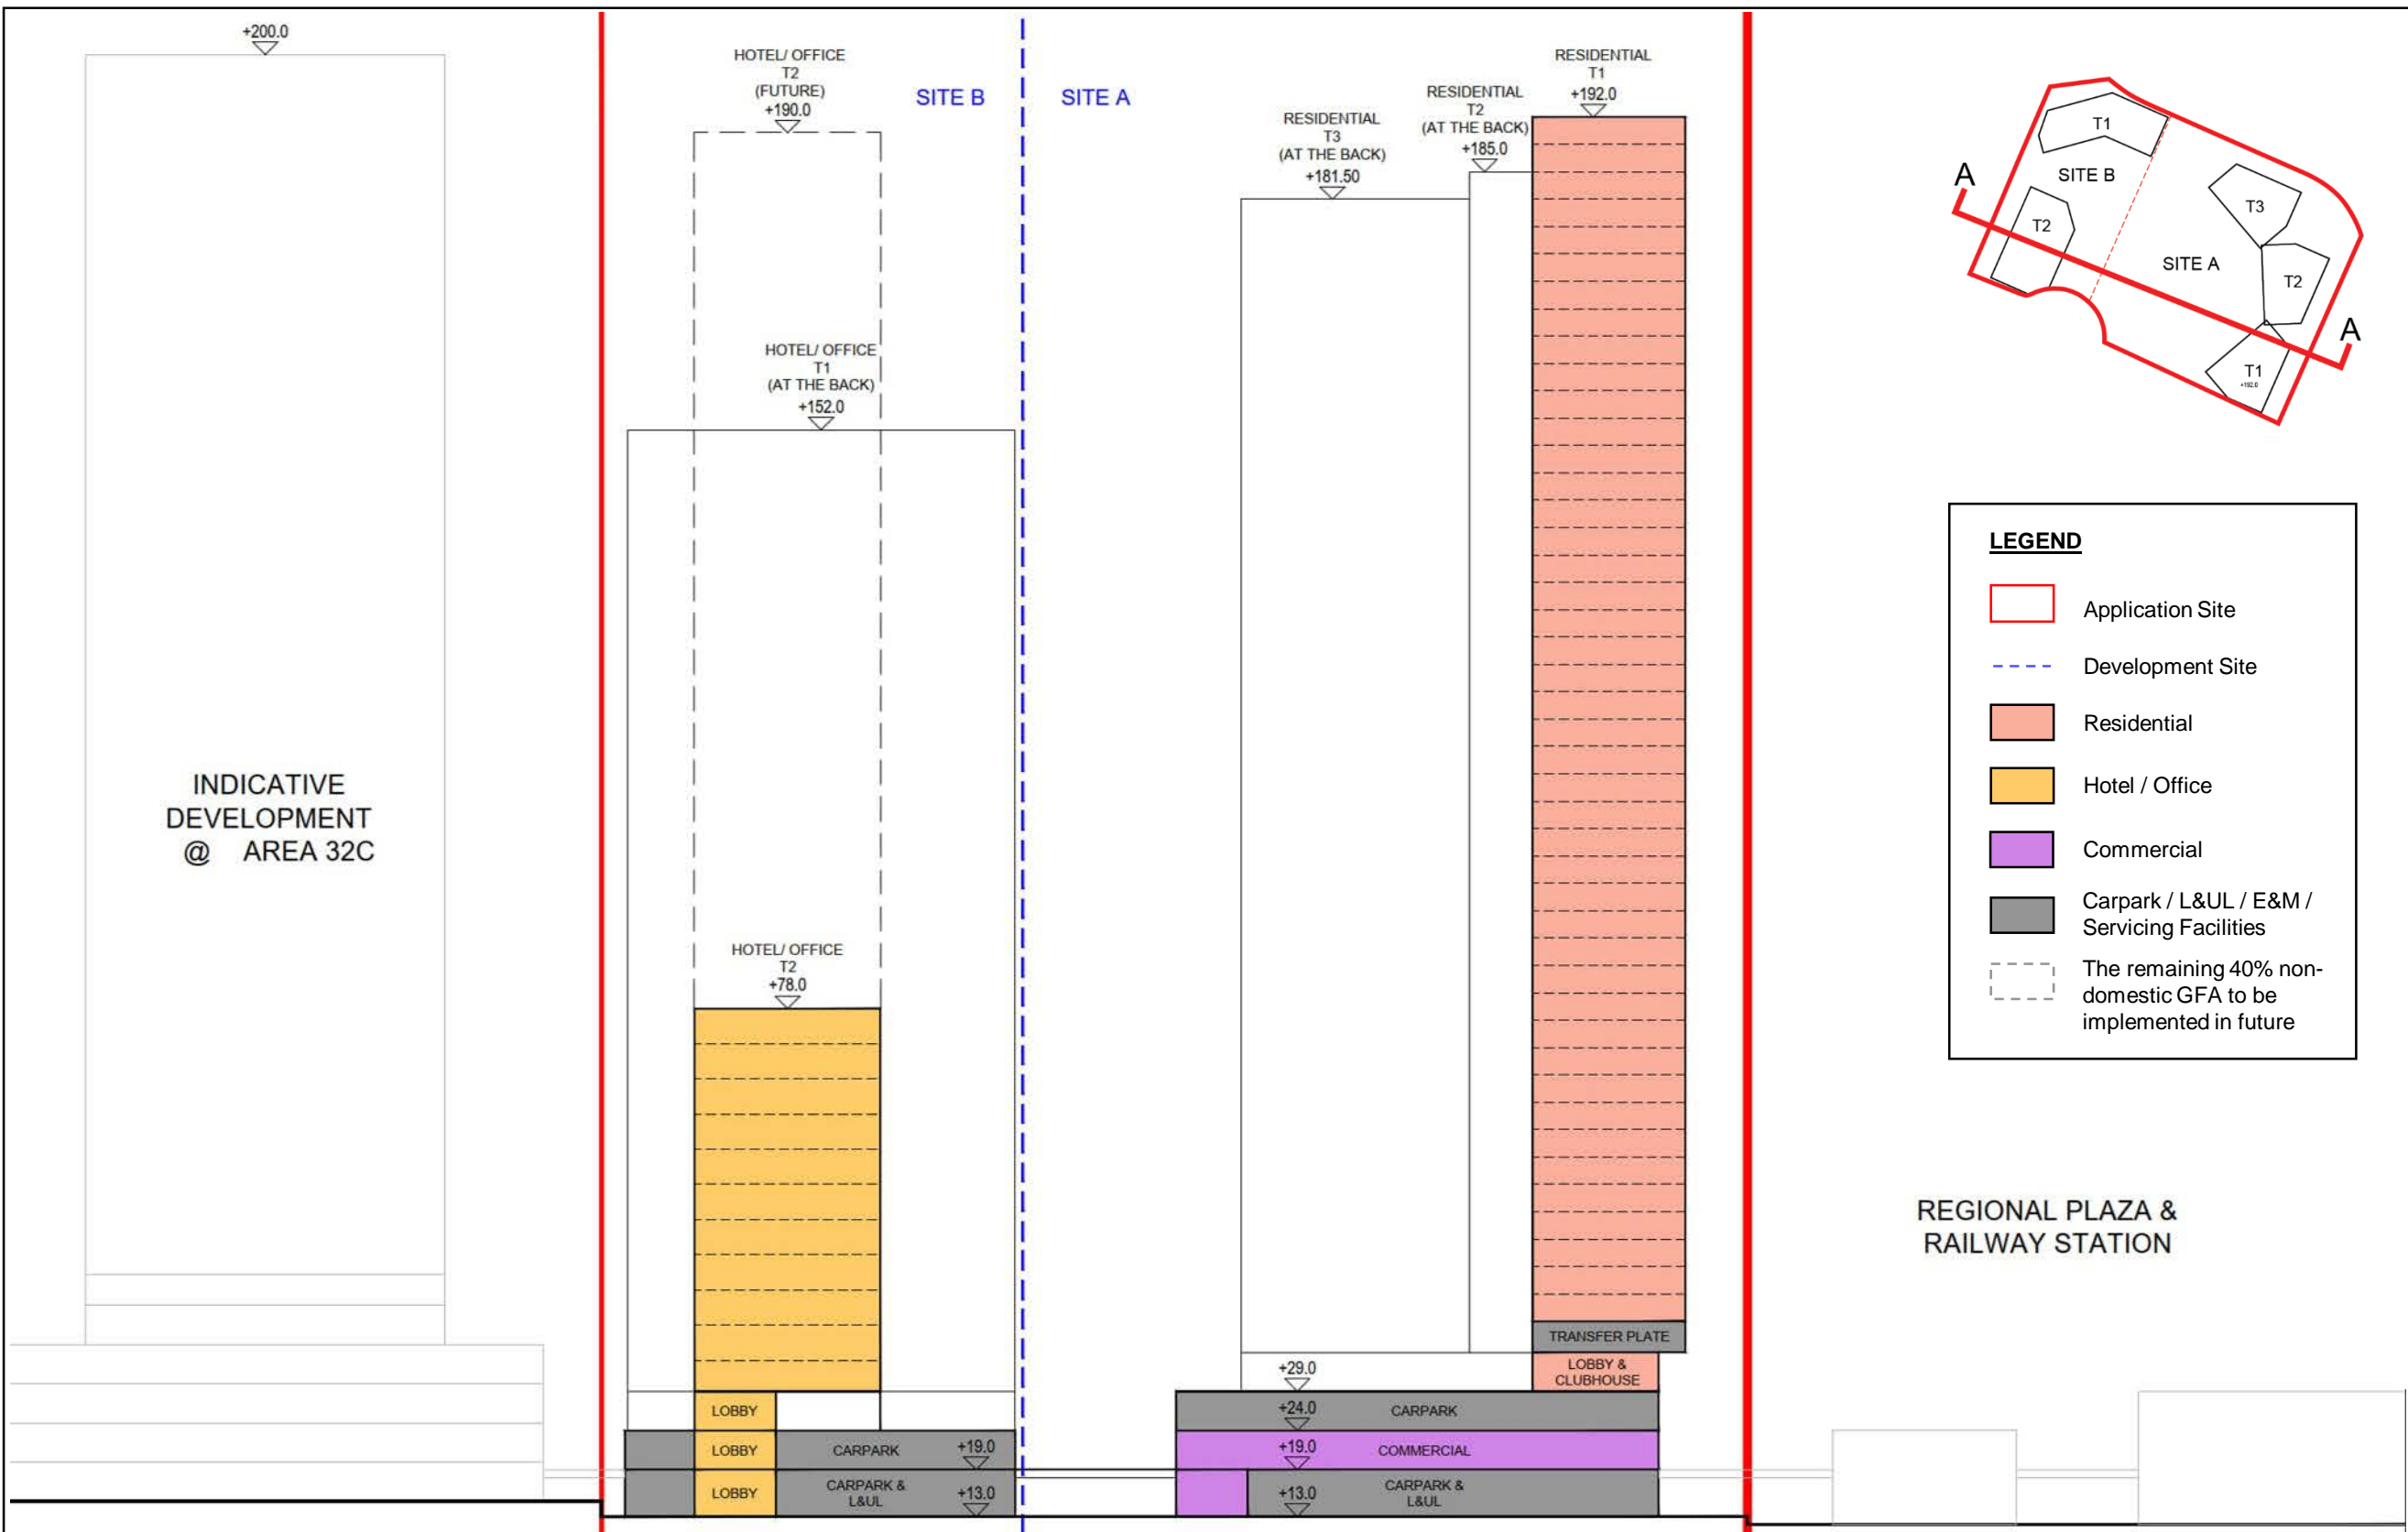 +200.0
HOTEL/ OFFICE
T2
(FUTURE)
+190.0
SITE B
SITE A
RESIDENTIAL
T3
(AT THE BACK)
+181.50
RESIDENTIAL
T2
(AT THE BACK)
+185.0
RESIDENTIAL
T1
+192.0
A
T1
SITE B
T2
T3
SITE A
T2
T1
+192.0
A
HOTEL/ OFFICE
T1
(AT THE BACK)
+152.0
LEGEND
Application Site
Development Site
Residential
Hotel / Office
Commercial
Carpark / L&UL / E&M /
Servicing Facilities
The remaining 40% non-
domestic GFA to be
implemented in future
INDICATIVE
DEVELOPMENT
@ AREA 32C
HOTEL/ OFFICE
T2
+78.0
REGIONAL PLAZA &
RAILWAY STATION
TRANSFER PLATE
LOBBY &
CLUBHOUSE
+29.0
LOBBY
+24.0
CARPARK
LOBBY
CARPARK
+19.0
+19.0
COMMERCIAL
LOBBY
CARPARK &
L&UL
+13.0
+13.0
CARPARK &
L&UL